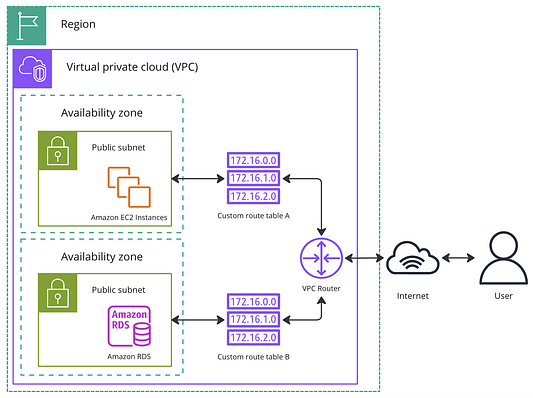 Region
Virtual private cloud (VPC)
Availability zone
Public subnet
Amazon EC2 Instances
172.16.0.0
172.16.1.0
172.16.2.0
Custom route table A
Availability zone
Public subnet
Amazon
RDS
Amazon RDS
172.16.0.0
172.16.1.0
172.16.2.0
Custom route table B
VPC Router
Internet
User